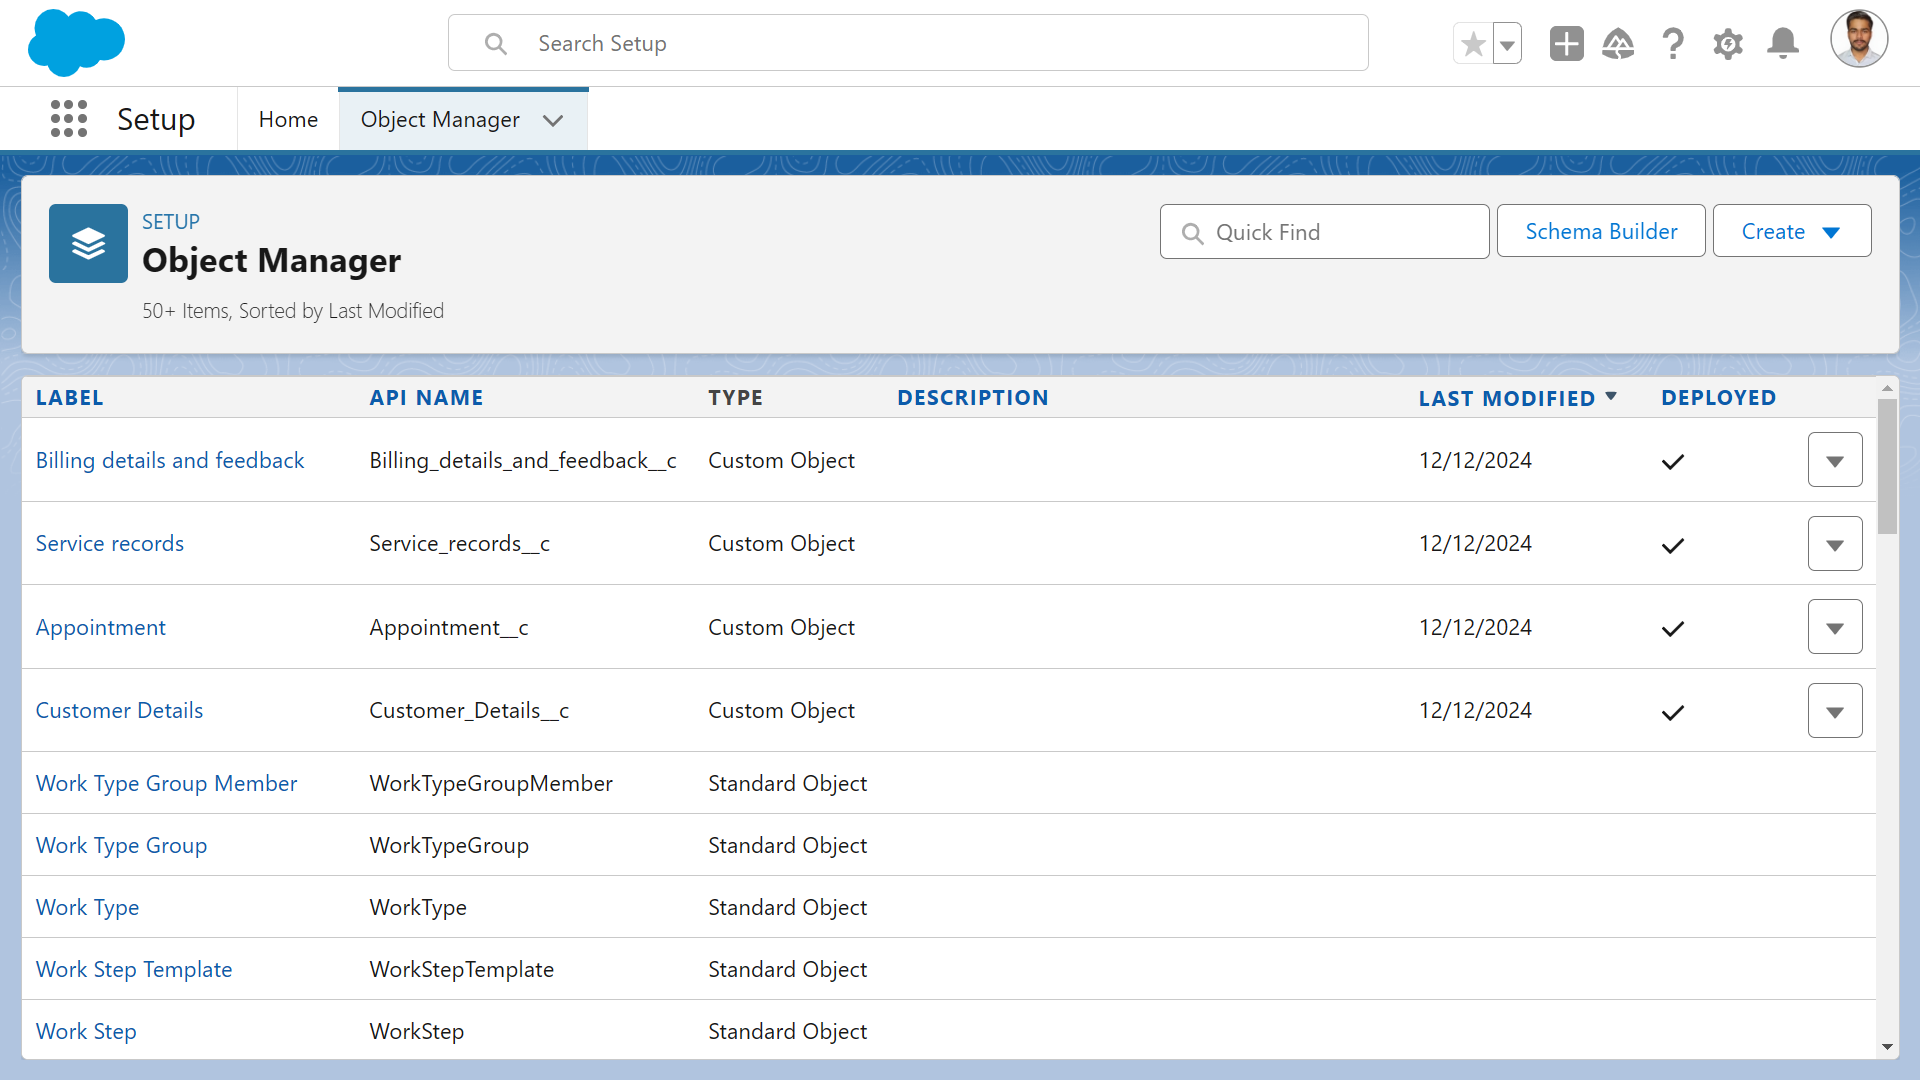 Search Setup
Setup
Home
Object Manager
SETUP
Object Manager
50+ Items, Sorted by Last Modified
Quick Find
Schema Builder
Create
LABEL API NAME TYPE DESCRIPTION LAST MODIFIED DEPLOYED
Billing details and feedback Billing_details_and_feedback__c Custom Object 12/12/2024
Service records Service_records__c Custom Object 12/12/2024
Appointment Appointment__c Custom Object 12/12/2024
Customer Details Customer_Details__c Custom Object 12/12/2024
Work Type Group Member WorkTypeGroupMember Standard Object
Work Type Group WorkTypeGroup Standard Object
Work Type WorkType Standard Object
Work Step Template WorkStepTemplate Standard Object
Work Step WorkStep Standard Object